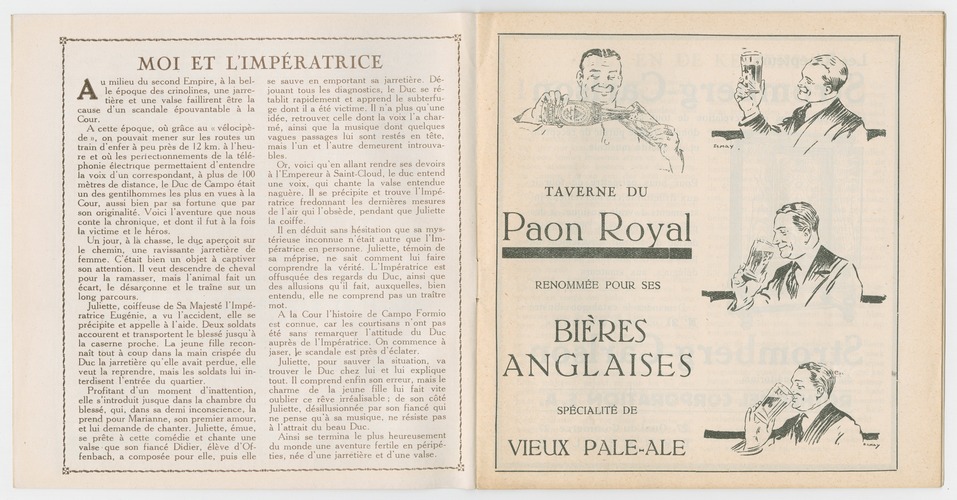 MOI ET L'IMPÉRATRICE
Au milieu du second Empire, à la bel-
le époque des crinolines, une jarre-
tière et une valse faillirent être la
cause d'un scandale épouvantable à la
Cour.
A cette époque, où grâce au « vélocipè-
de », on pouvait mener sur les routes un
train d'enfer à peu près de 12 km. à l'heu-
re et où les perfectionnements de la télé-
phonie électrique permettaient d'entendre
la voix d'un correspondant, à plus de 100
mètres de distance, le Duc de Campo était
un des gentilhommes les plus en vues à la
Cour, aussi bien par sa fortune que par
son originalité. Voici l'aventure que nous
conte la chronique, et dont il fut à la fois
la victime et le héros.
Un jour, à la chasse, le duc aperçoit sur
le chemin, une ravissante jarretière de
femme. C'était bien un objet à captiver
son attention. Il veut descendre de cheval
pour la ramasser, mais l'animal fait un
écart, le désarçonne et le traîne sur un
long parcours.
Juliette, coiffeuse de Sa Majesté l'Impé-
ratrice Eugénie, a vu l'accident, elle se
précipite et appelle à l'aide. Deux soldats
accourent et transportent le blessé jusqu'à
la caserne proche. La jeune fille recon-
naît tout à coup dans la main crispée du
Duc la jarretière qu'elle avait perdue, elle
veut la reprendre, mais les soldats lui in-
terdisent l'entrée du quartier.
Profitant d'un moment d'inattention,
elle s'introduit jusque dans la chambre du
blessé, qui, dans sa demi inconscience, la
prend pour Marianne, son premier amour,
et lui demande de chanter. Juliette, émue,
se prête à cette comédie et chante une
valse que son fiancé Didier, élève d'Of-
fenbach, a composée pour elle, puis elle
se sauve en emportant sa jarretière. Dé-
jouant tous les diagnostics, le Duc se ré-
tablit rapidement et apprend le subterfu-
ge dont il a été victime. Il n'a plus qu'une
idée, retrouver celle dont la voix l'a char-
mé, ainsi que la musique dont quelques
vagues passages lui sont restés en tête,
mais l'un et l'autre demeurent introuva-
bles.
Or, voici qu'en allant rendre ses devoirs
à l'Empereur à Saint-Cloud, le duc entend
une voix, qui chante la valse entendue
naguère. Il se précipite et trouve l'Impé-
ratrice fredonnant les dernières mesures
de l'air qui l'obsède, pendant que Juliette
la coiffe.
Il en déduit sans hésitation que sa mys-
térieuse inconnue n'était autre que l'Im-
pératrice en personne. Juliette, témoin de
sa méprise, ne sait comment lui faire
comprendre la vérité. L'Impératrice est
offusquée des regards du Duc, ainsi que
des allusions qu'il fait, auxquelles, bien
entendu, elle ne comprend pas un traître
mot.
A la Cour l'histoire de Campo Formio
est connue, car les courtisans n'ont pas
été sans remarquer l'attitude du Duc
auprès de l'Impératrice. On commence à
jaser, le scandale est près d'éclater.
Juliette, pour sauver la situation, va
trouver le Duc chez lui et lui explique
tout. Il comprend enfin son erreur, mais le
charme de la jeune fille lui fait vite
oublier ce rêve irréalisable ; de son côté
Juliette, désillusionnée par son fiancé qui
ne pense qu'à sa musique, ne résiste pas
à l'attrait du beau Duc.
Ainsi se termine le plus heureusement
du monde une aventure fertile en péripé-
ties, née d'une jarretière et d'une valse.
TAVERNE DU
Paon Royal
RENOMMÉE POUR SES
BIÈRES
ANGLAISES
SPÉCIALITÉ DE
VIEUX PALE-ALE